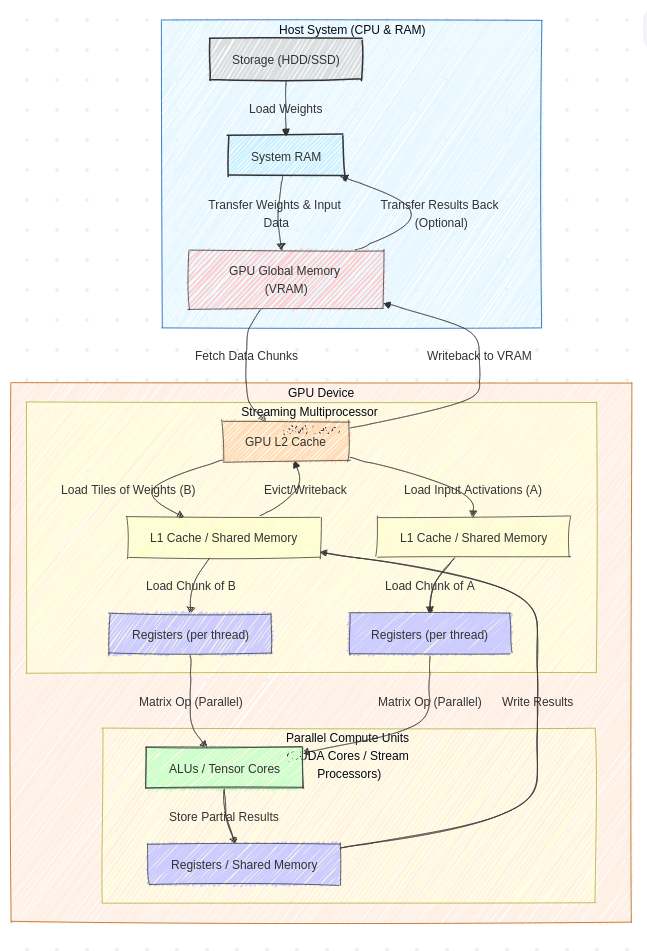 Host System (CPU & RAM)
Storage (HDD/SSD)
Load Weights
System RAM
Transfer Weights & Input
Data
Transfer Results Back
(Optional)
GPU Global Memory
(VRAM)
Fetch Data Chunks
Writeback to VRAM
GPU Device
Streaming Multiprocessor
GPU L2 Cache
Load Tiles of Weights (B)
Evict/Writeback
Load Input Activations (A)
L1 Cache / Shared Memory
L1 Cache / Shared Memory
Load Chunk of B
Load Chunk of A
Registers (per thread)
Registers (per thread)
Matrix Op (Parallel)
Matrix Op (Parallel)
Write Results
Parallel Compute Units
Cores / Stream
Processors)
ALUs / Tensor Cores
Store Partial Results
Registers / Shared Memory